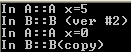 In A::A x=5
In B::B (ver #2)
In A::A x=0
In B::B(copy)